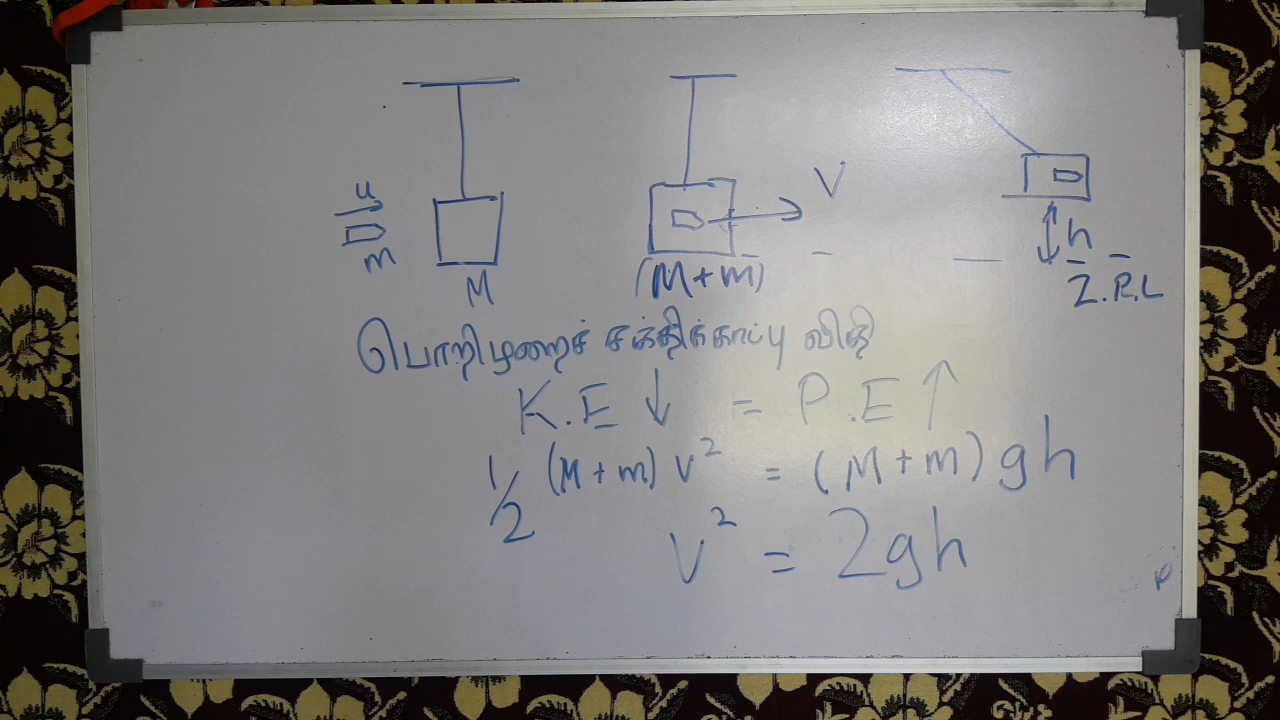 u
m
M
V
(M+m)
h
Z.P.L
பொறிமுறைச் சக்திக்காப்பு விதி
K.E ↓ = P.E ↑
1/2 (M+m) v² = (M+m) gh
v² = 2gh